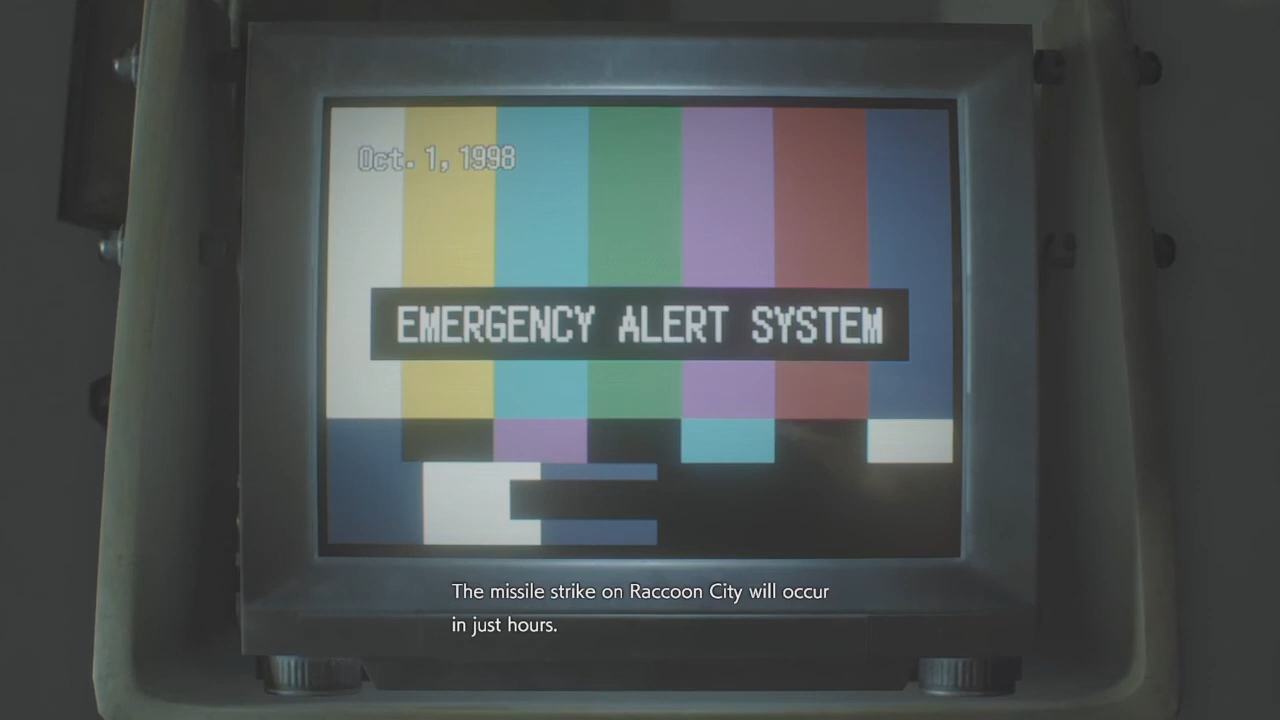 Oct. 1, 1998
EMERGENCY ALERT SYSTEM
The missile strike on Raccoon City will occur
in just hours.